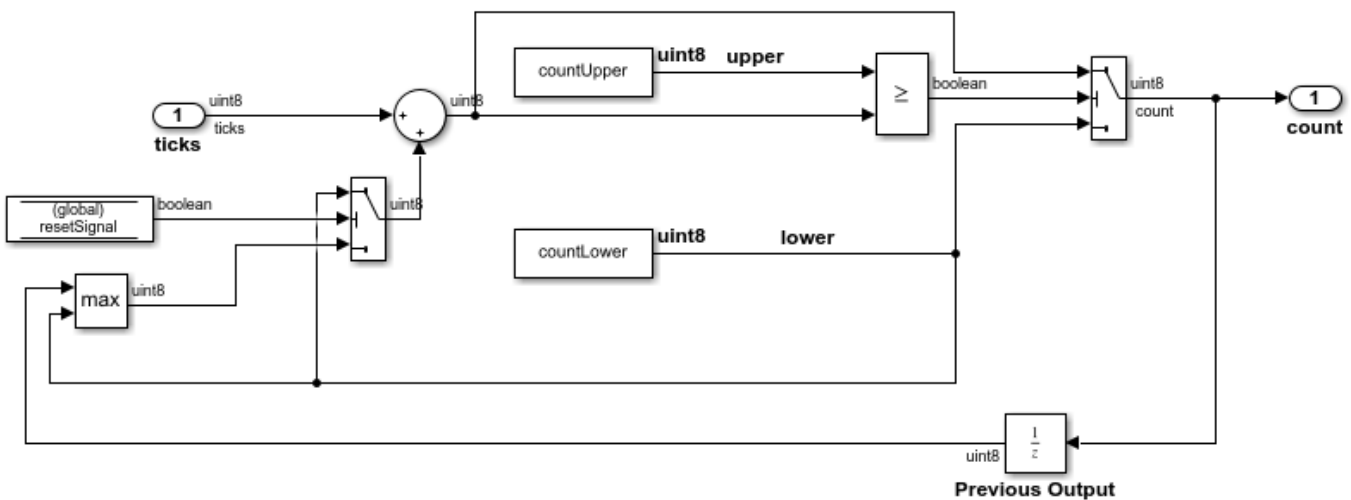 uint8 upper
countUpper
uint8
boolean
uint8
1
ticks
ticks
uint8
≥
count
1
count
(global)
resetSignal
boolean
uint8
countLower
uint8 lower
max
uint8
1
z
uint8
Previous Output